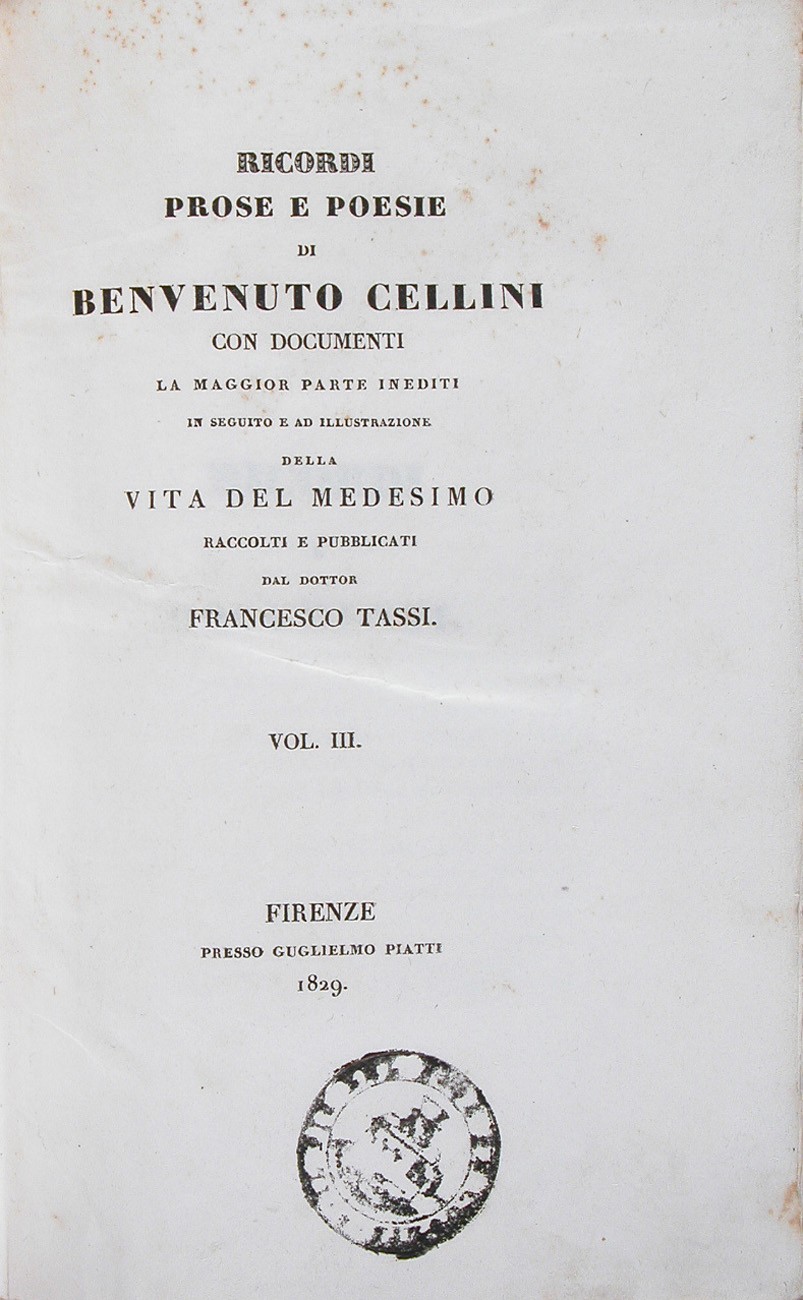 RICORDI
PROSE E POESIE
DI
BENVENUTO CELLINI
CON DOCUMENTI
LA MAGGIOR PARTE INEDITI
IN SEGUITO E AD ILLUSTRAZIONE
DELLA
VITA DEL MEDESIMO
RACCOLTI E PUBBLICATI
DAL DOTTOR
FRANCESCO TASSI.
VOL. III.
FIRENZE
PRESSO GUGLIELMO PIATTI
1829.